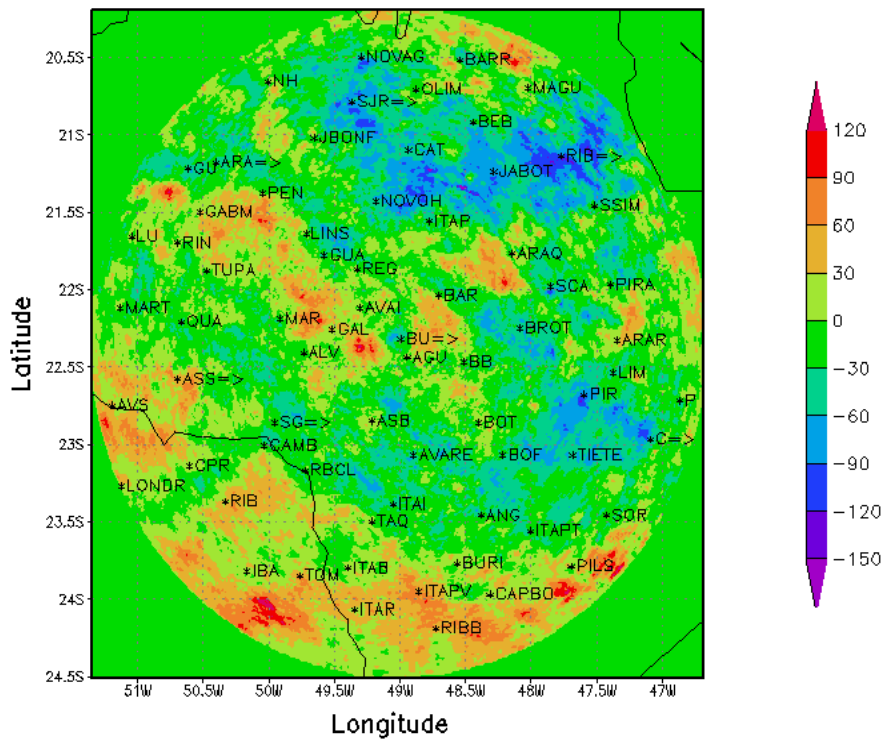 20.5S
NOVAG
BARR
NH
OLIM
MAGU
SJR=>
BEB
21S
JBONF
CAT
RIB=>
GU
ARA=>
JABOT
PEN
NOVOH
SSIM
21.5S
GABM
ITAP
LU
RIN
LINS
GUA
ARAQ
TUPA
REG
22S
SCA
PIRA
BAR
MART
QUA
MAR
AVAI
GAL
BROT
BU=>
ARAR
22.5S
ALV
AGU
BB
ASS=>
LIM
AVS
PIR
P
SG=>
ASB
BOT
23S
CAMB
C=>
CPR
RBCL
AVARE
BOF
TIETE
LONDR
RIB
ITAI
23.5S
TAQ
ANG
SOR
ITAPT
IBA
TOM
ITAB
BURI
PILS
24S
ITAPV
CAPBO
ITAR
RIBB
24.5S
51W 50.5W 50W 49.5W 49W 48.5W 48W 47.5W 47W
Longitude
Latitude
120
90
60
30
0
-30
-60
-90
-120
-150